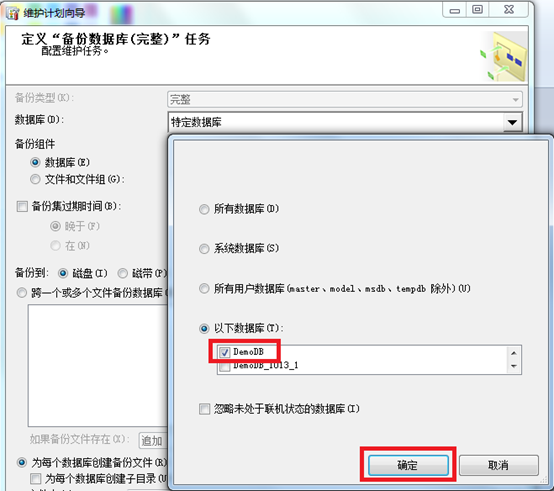 维护计划向导
定义“备份数据库(完整)”任务
配置维护任务。
备份类型(K):
完整
数据库(D):
特定数据库
备份组件
数据库(E)
文件和文件组(G):
备份集过期时间(B):
晚于(F)
在(N)
备份到:
磁盘(I)
磁带(P)
跨一个或多个文件备份数据库(
如果备份文件存在(X):
追加
为每个数据库创建备份文件(R)
为每个数据库创建子目录(U
所有数据库(D)
系统数据库(S)
所有用户数据库(master、model、msdb、tempdb 除外)(U)
以下数据库(T):
DemoDB
DemoDB_1013_1
忽略未处于联机状态的数据库(I)
确定
取消